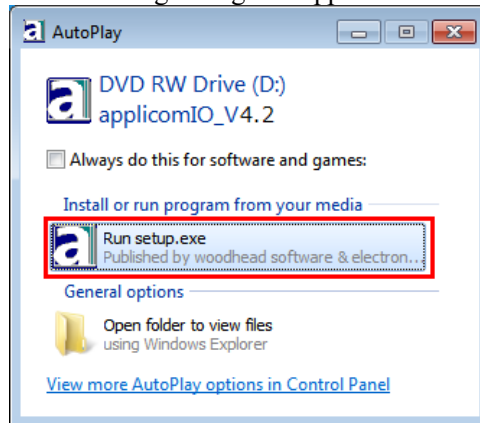 AutoPlay
DVD RW Drive (D:)
applicomIO_V4.2
Always do this for software and games:
Install or run program from your media
Run setup.exe
Published by woodhead software & electron...
General options
Open folder to view files
using Windows Explorer
View more AutoPlay options in Control Panel